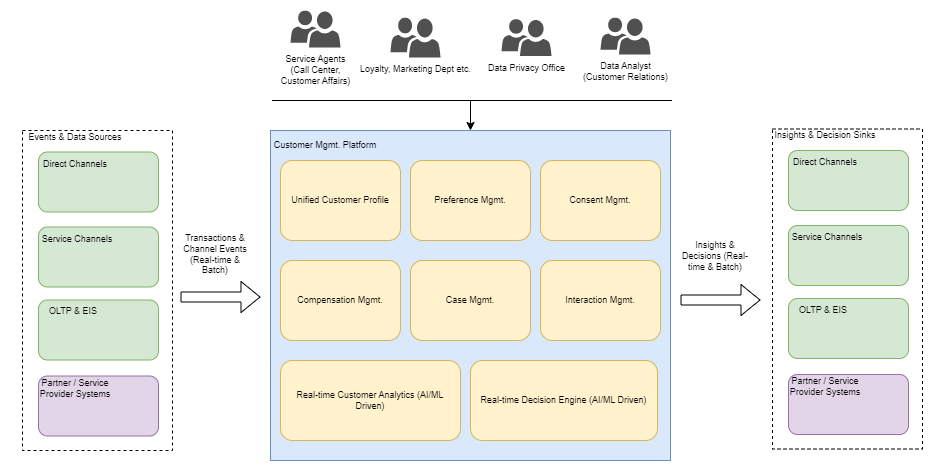 Service Agents
(Call Center,
Customer Affairs)
Loyalty, Marketing Dept etc.
Data Privacy Office
Data Analyst
(Customer Relations)
Events & Data Sources
Direct Channels
Service Channels
OLTP & EIS
Partner / Service
Provider Systems
Transactions &
Channel Events
(Real-time &
Batch)
Customer Mgmt. Platform
Unified Customer Profile
Preference Mgmt.
Consent Mgmt.
Compensation Mgmt.
Case Mgmt.
Interaction Mgmt.
Real-time Customer Analytics (AI/ML
Driven)
Real-time Decision Engine (AI/ML Driven)
Insights &
Decisions (Real-
time & Batch)
Insights & Decision Sinks
Direct Channels
Service Channels
OLTP & EIS
Partner / Service
Provider Systems